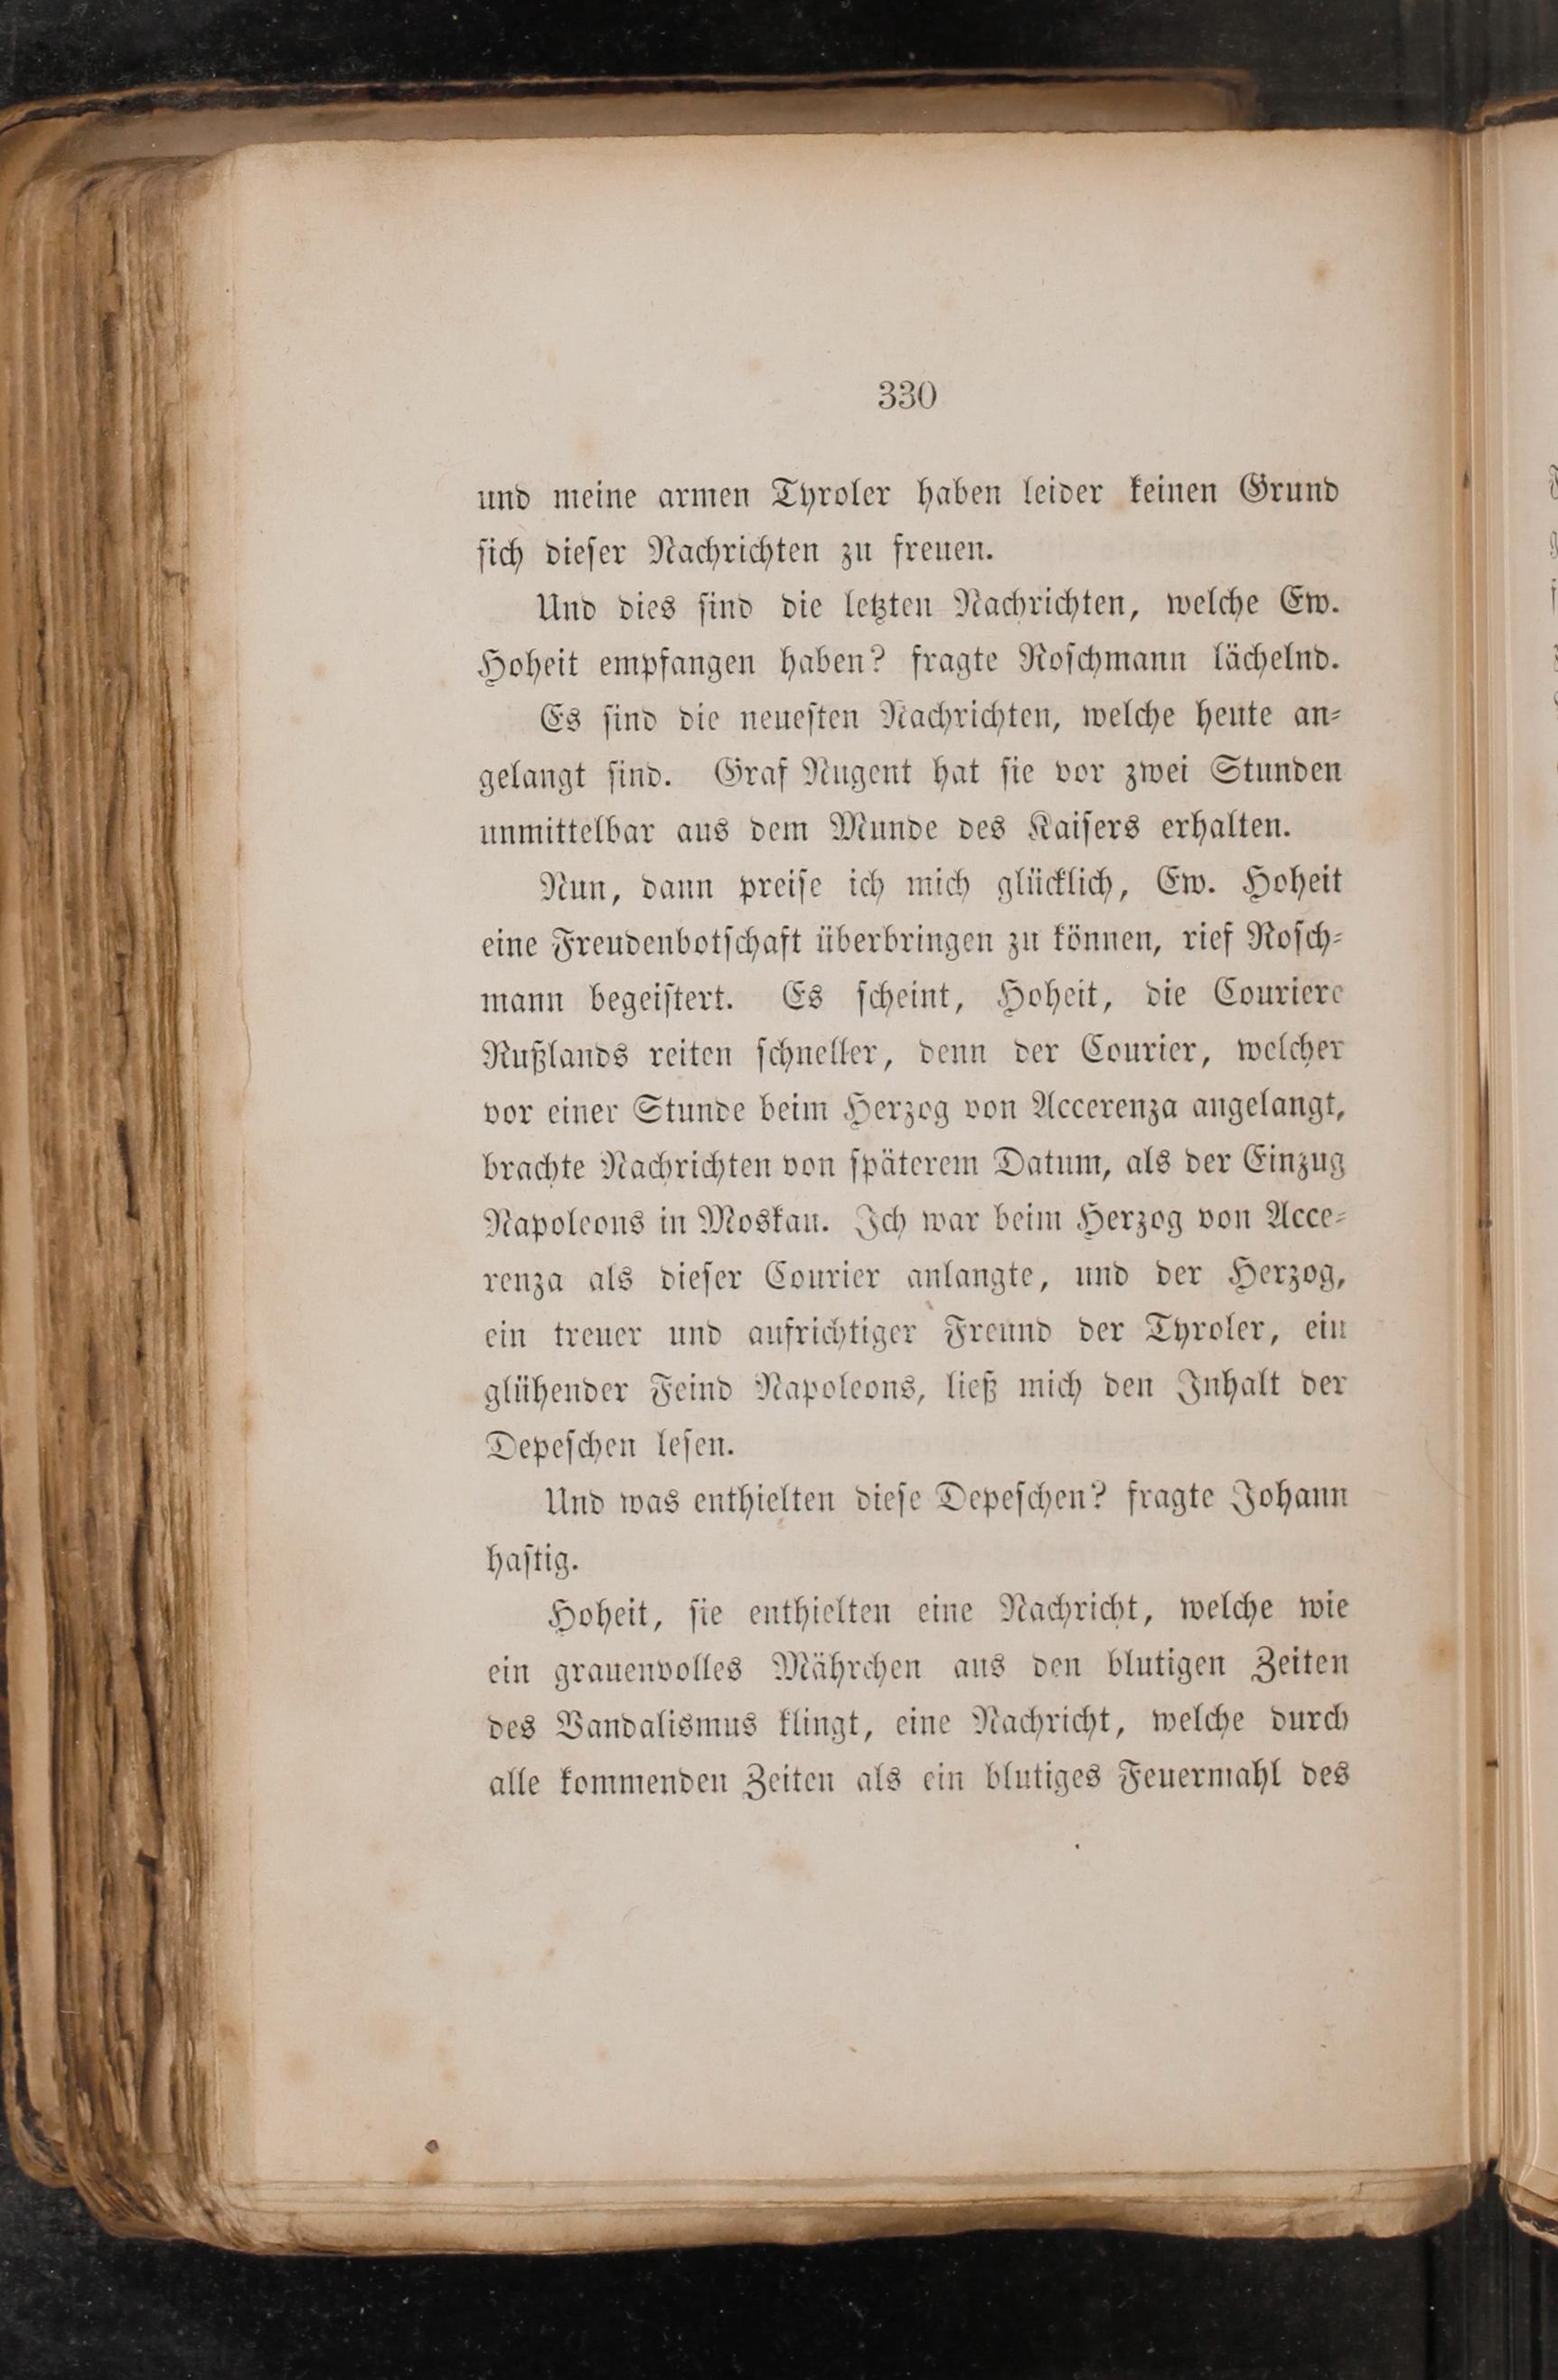 330
und meine armen Tyroler haben leider keinen Grund
sich dieser Nachrichten zu freuen.
Und dies sind die letzten Nachrichten, welche Ew.
Hoheit empfangen haben? fragte Roschmann lächelnd.
Es sind die neuesten Nachrichten, welche heute an-
gelangt sind. Graf Nugent hat sie vor zwei Stunden
unmittelbar aus dem Munde des Kaisers erhalten.
Nun, dann preise ich mich glücklich, Ew. Hoheit
eine Freudenbotschaft überbringen zu können, rief Rosch-
mann begeistert. Es scheint, Hoheit, die Couriere
Rußlands reiten schneller, denn der Courier, welcher
vor einer Stunde beim Herzog von Accerenza angelangt,
brachte Nachrichten von späterem Datum, als der Einzug
Napoleons in Moskau. Ich war beim Herzog von Acce-
renza als dieser Courier anlangte, und der Herzog,
ein treuer und aufrichtiger Freund der Tyroler, ein
glühender Feind Napoleons, ließ mich den Inhalt der
Depeschen lesen.
Und was enthielten diese Depeschen? fragte Johann
hastig.
Hoheit, sie enthielten eine Nachricht, welche wie
ein grauenvolles Mährchen aus den blutigen Zeiten
des Vandalismus klingt, eine Nachricht, welche durch
alle kommenden Zeiten als ein blutiges Feuermahl des